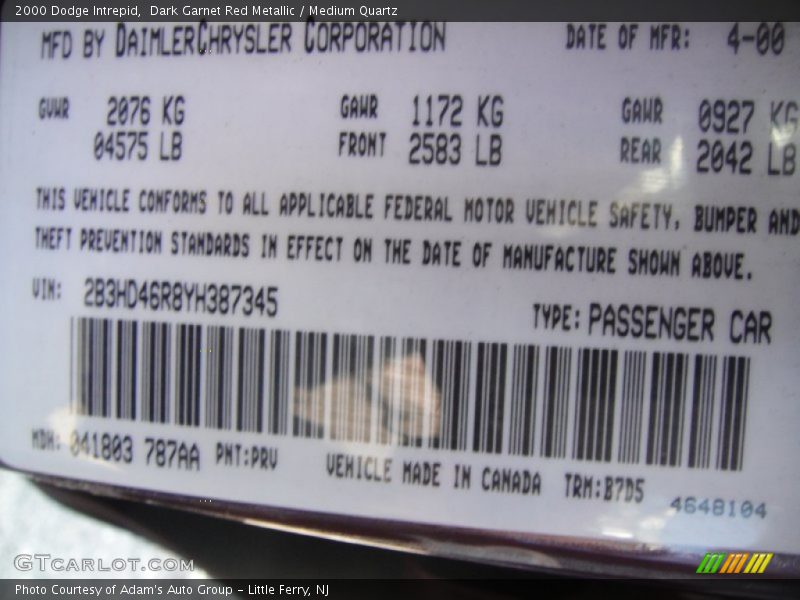 2000 Dodge Intrepid,  Dark Garnet Red Metallic / Medium Quartz
MFD BY DAIMLERCHRYSLER CORPORATION DATE OF MFR: 4-00
GVWR 2076 KG GAWR 1172 KG GAWR 0927 KG
04575 LB FRONT 2583 LB REAR 2042 LB
THIS VEHICLE CONFORMS TO ALL APPLICABLE FEDERAL MOTOR VEHICLE SAFETY, BUMPER AND
THEFT PREVENTION STANDARDS IN EFFECT ON THE DATE OF MANUFACTURE SHOWN ABOVE.
VIN: 2B3HD46R8YH387345 TYPE: PASSENGER CAR
MDH: 041803 787AA PNT:PRV VEHICLE MADE IN CANADA TRM:B7D5 4648104
GTCARLOT.COM
Photo Courtesy of Adam's Auto Group - Little Ferry, NJ